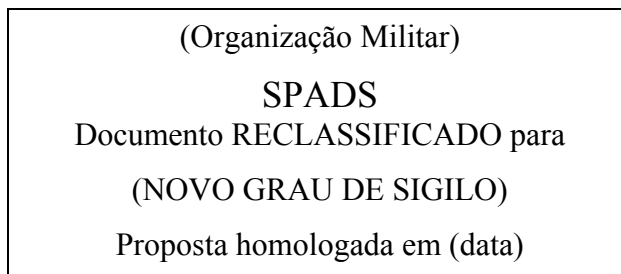 (Organização Militar)
SPADS
Documento RECLASSIFICADO para
(NOVO GRAU DE SIGILO)
Proposta homologada em (data)